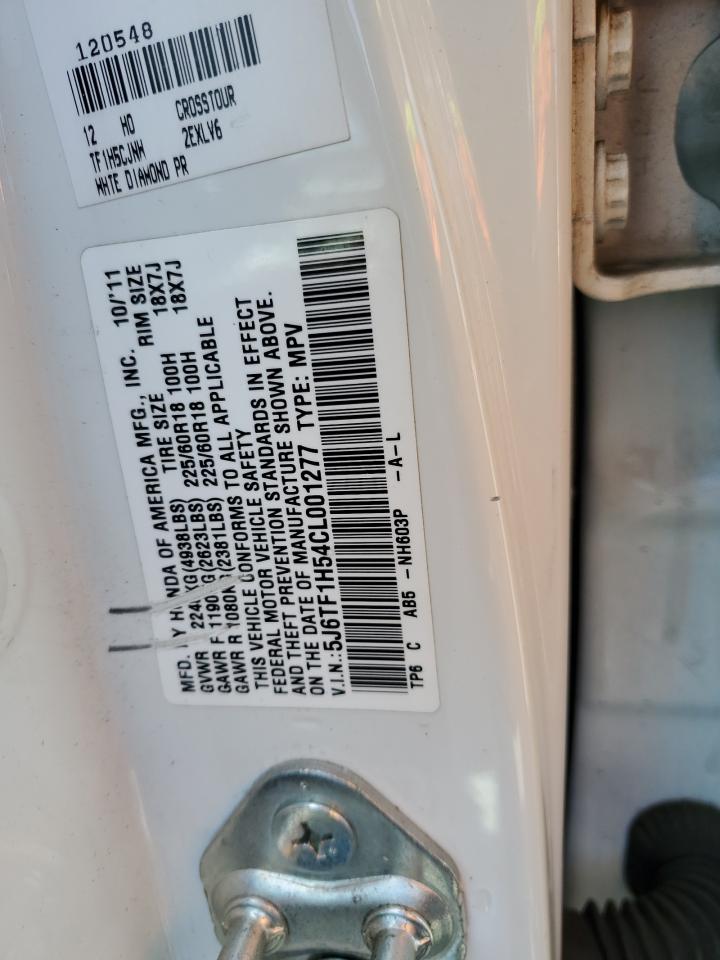 120548
12 HO CROSSTOUR
TF1H5CJNW 2EXLV6
WHTE DIAMOND PR
MFD. BY HONDA OF AMERICA MFG., INC. 10/'11
GVWR 2240KG(4938LBS) TIRE SIZE RIM SIZE
GAWR F 1190KG(2623LBS) 225/60R18 100H 18X7J
GAWR R 1080KG(2381LBS) 225/60R18 100H 18X7J
THIS VEHICLE CONFORMS TO ALL APPLICABLE
FEDERAL MOTOR VEHICLE SAFETY
AND THEFT PREVENTION STANDARDS IN EFFECT
ON THE DATE OF MANUFACTURE SHOWN ABOVE.
V.I.N.:5J6TF1H54CL001277 TYPE: MPV
TP6 C AB5 -NH603P -A-L